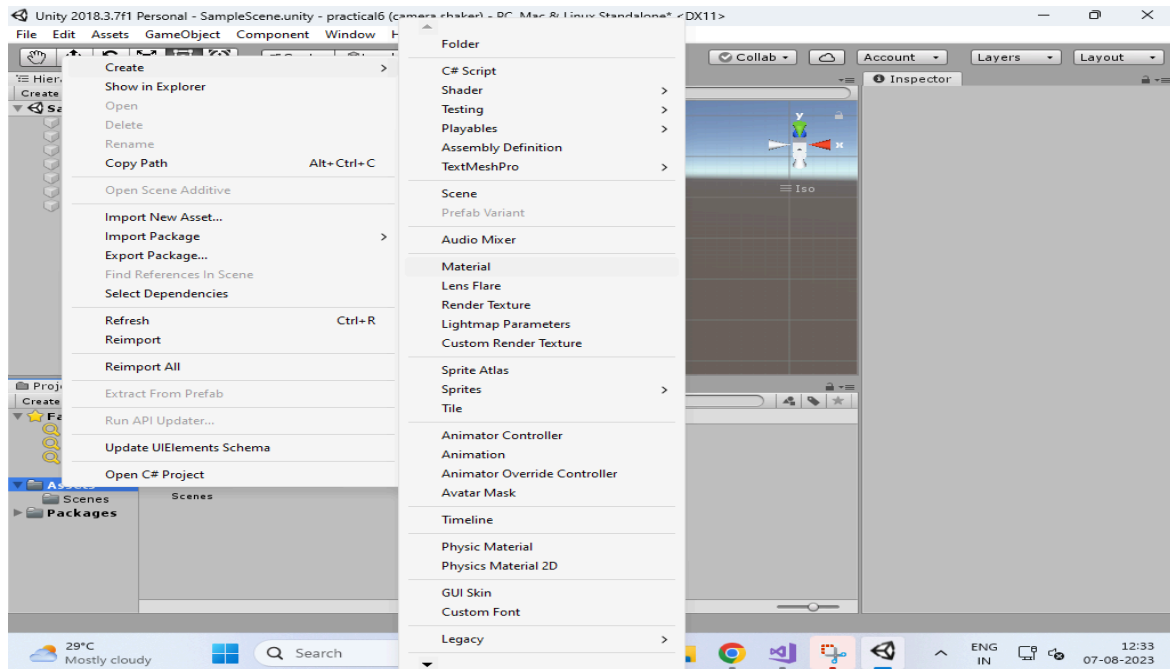 Unity 2018.3.7f1 Personal - SampleScene.unity - practical6 (camera shaker) - PC, Mac & Linux Standalone* <DX11>
File Edit Assets GameObject Component Window
Collab Account Layers Layout
Create
Show in Explorer
Open
Delete
Rename
Copy Path Alt+Ctrl+C
Open Scene Additive
Import New Asset...
Import Package
Export Package...
Find References In Scene
Select Dependencies
Refresh Ctrl+R
Reimport
Reimport All
Extract From Prefab
Run API Updater...
Update UIElements Schema
Open C# Project
Folder
C# Script
Shader
Testing
Playables
Assembly Definition
TextMeshPro
Scene
Prefab Variant
Audio Mixer
Material
Lens Flare
Render Texture
Lightmap Parameters
Custom Render Texture
Sprite Atlas
Sprites
Tile
Animator Controller
Animation
Animator Override Controller
Avatar Mask
Timeline
Physic Material
Physics Material 2D
GUI Skin
Custom Font
Legacy
Inspector
Create
y
x
Iso
Create
Assets
Scenes
Packages
Scenes
29°C
Mostly cloudy
Search
ENG
IN
12:33
07-08-2023